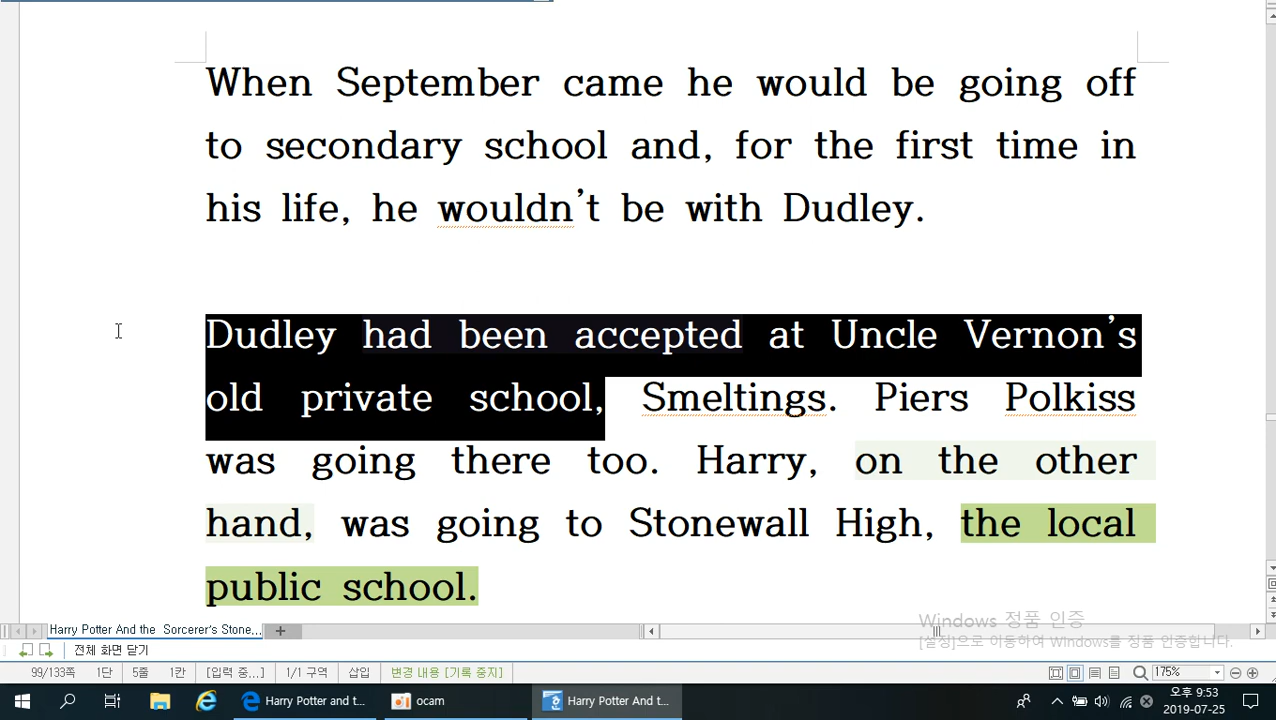 When September came he would be going off
to secondary school and, for the first time in
his life, he wouldn't be with Dudley.
Dudley had been accepted at Uncle Vernon's
old private school, Smeltings. Piers Polkiss
was going there too. Harry, on the other
hand, was going to Stonewall High, the local
public school.
Windows 정품 인증
[설정]으로 이동하여 Windows를 정품 인증합니다.
Harry Potter And the Sorcerer's Stone...
전체 화면 닫기
99/133쪽 1단 5줄 1칸 [입력 중...] 1/1 구역 삽입 변경 내용 [기록 중지] 175%
Harry Potter and t... ocam Harry Potter And t... 오후 9:53
2019-07-25